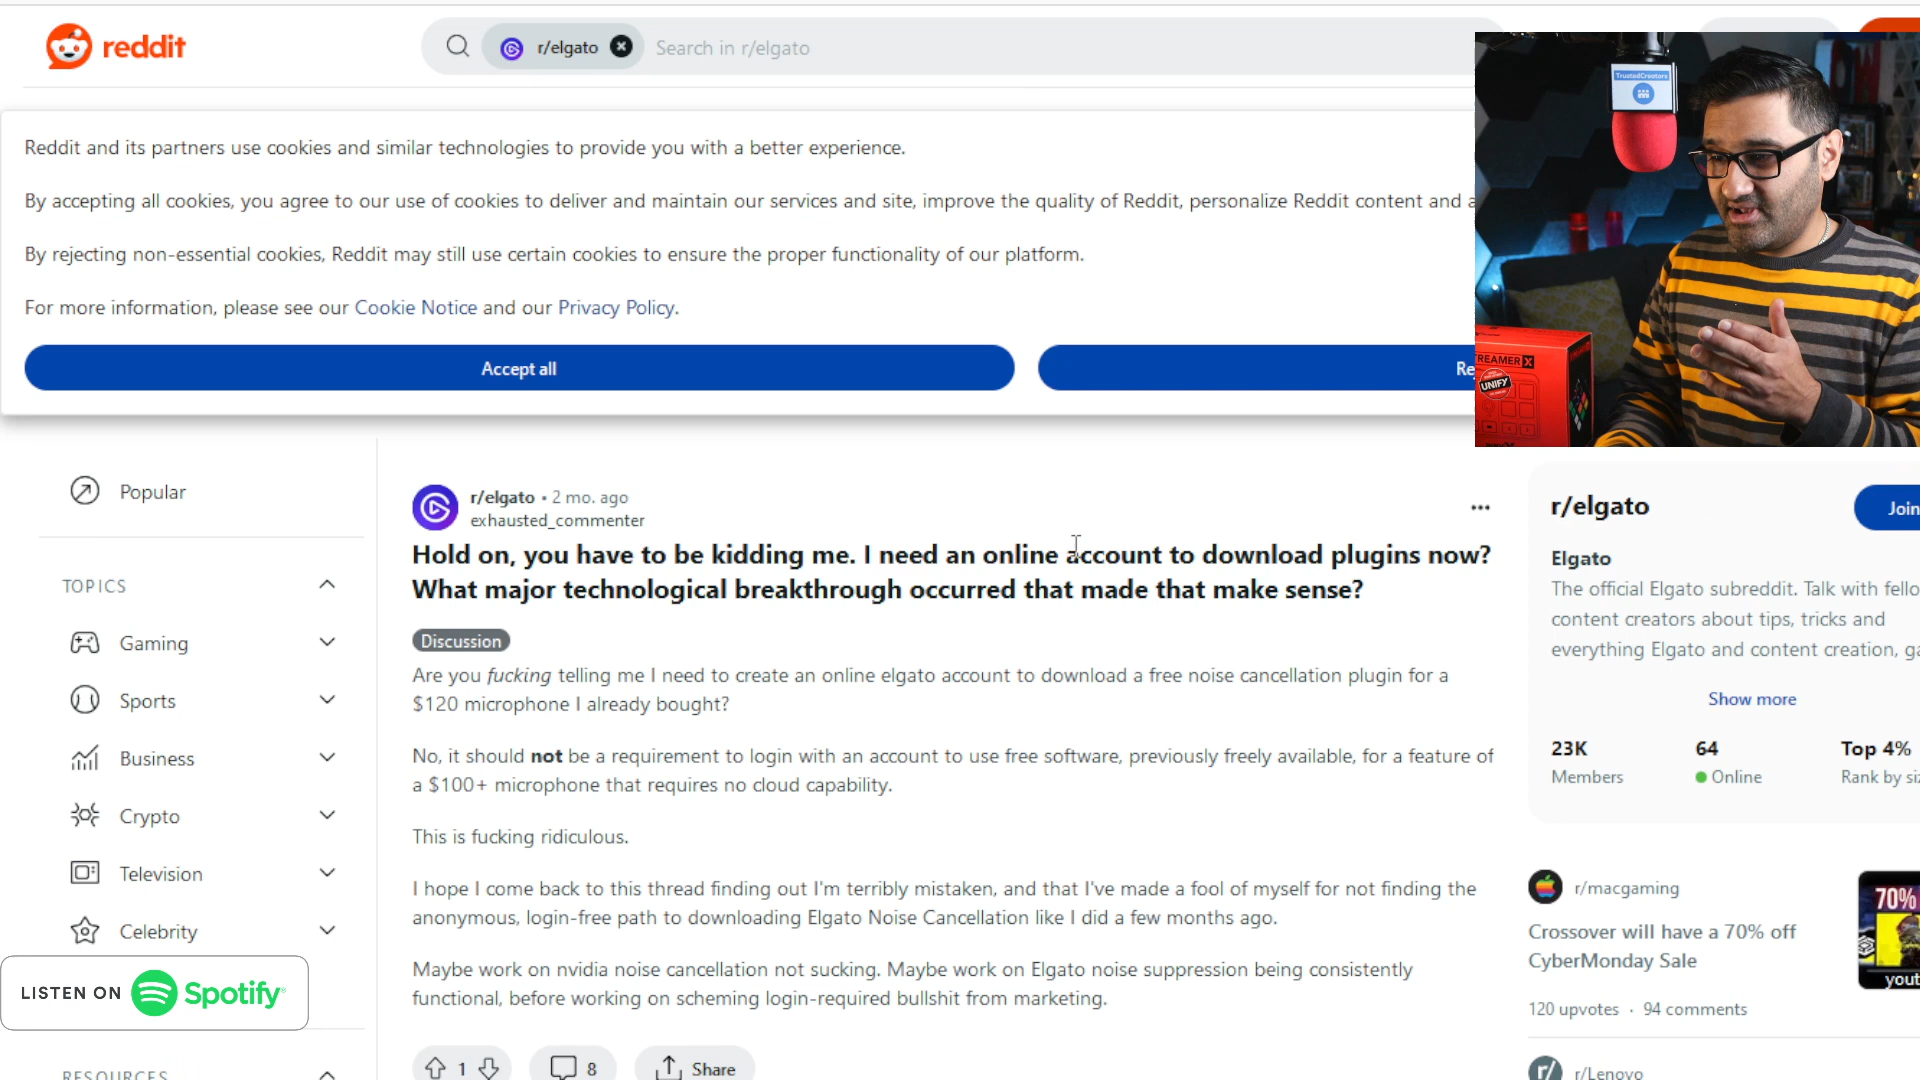 reddit
r/elgato
Search in r/elgato
TrustedCreators
Reddit and its partners use cookies and similar technologies to provide you with a better experience.
By accepting all cookies, you agree to our use of cookies to deliver and maintain our services and site, improve the quality of Reddit, personalize Reddit content and a
By rejecting non-essential cookies, Reddit may still use certain cookies to ensure the proper functionality of our platform.
For more information, please see our Cookie Notice and our Privacy Policy.
Accept all
Re
REAMER X
UNIFY
Popular
TOPICS
Gaming
Sports
Business
Crypto
Television
Celebrity
LISTEN ON Spotify
RESOURCES
r/elgato • 2 mo. ago
exhausted_commenter
Hold on, you have to be kidding me. I need an online account to download plugins now?
What major technological breakthrough occurred that made that make sense?
Discussion
Are you fucking telling me I need to create an online elgato account to download a free noise cancellation plugin for a
$120 microphone I already bought?
No, it should not be a requirement to login with an account to use free software, previously freely available, for a feature of
a $100+ microphone that requires no cloud capability.
This is fucking ridiculous.
I hope I come back to this thread finding out I'm terribly mistaken, and that I've made a fool of myself for not finding the
anonymous, login-free path to downloading Elgato Noise Cancellation like I did a few months ago.
Maybe work on nvidia noise cancellation not sucking. Maybe work on Elgato noise suppression being consistently
functional, before working on scheming login-required bullshit from marketing.
1
8
Share
r/elgato
Join
Elgato
The official Elgato subreddit. Talk with fello
content creators about tips, tricks and
everything Elgato and content creation, ga
Show more
23K 64 Top 4%
Members Online Rank by siz
r/macgaming
Crossover will have a 70% off
CyberMonday Sale
70%
yout
120 upvotes · 94 comments
r/Lenovo